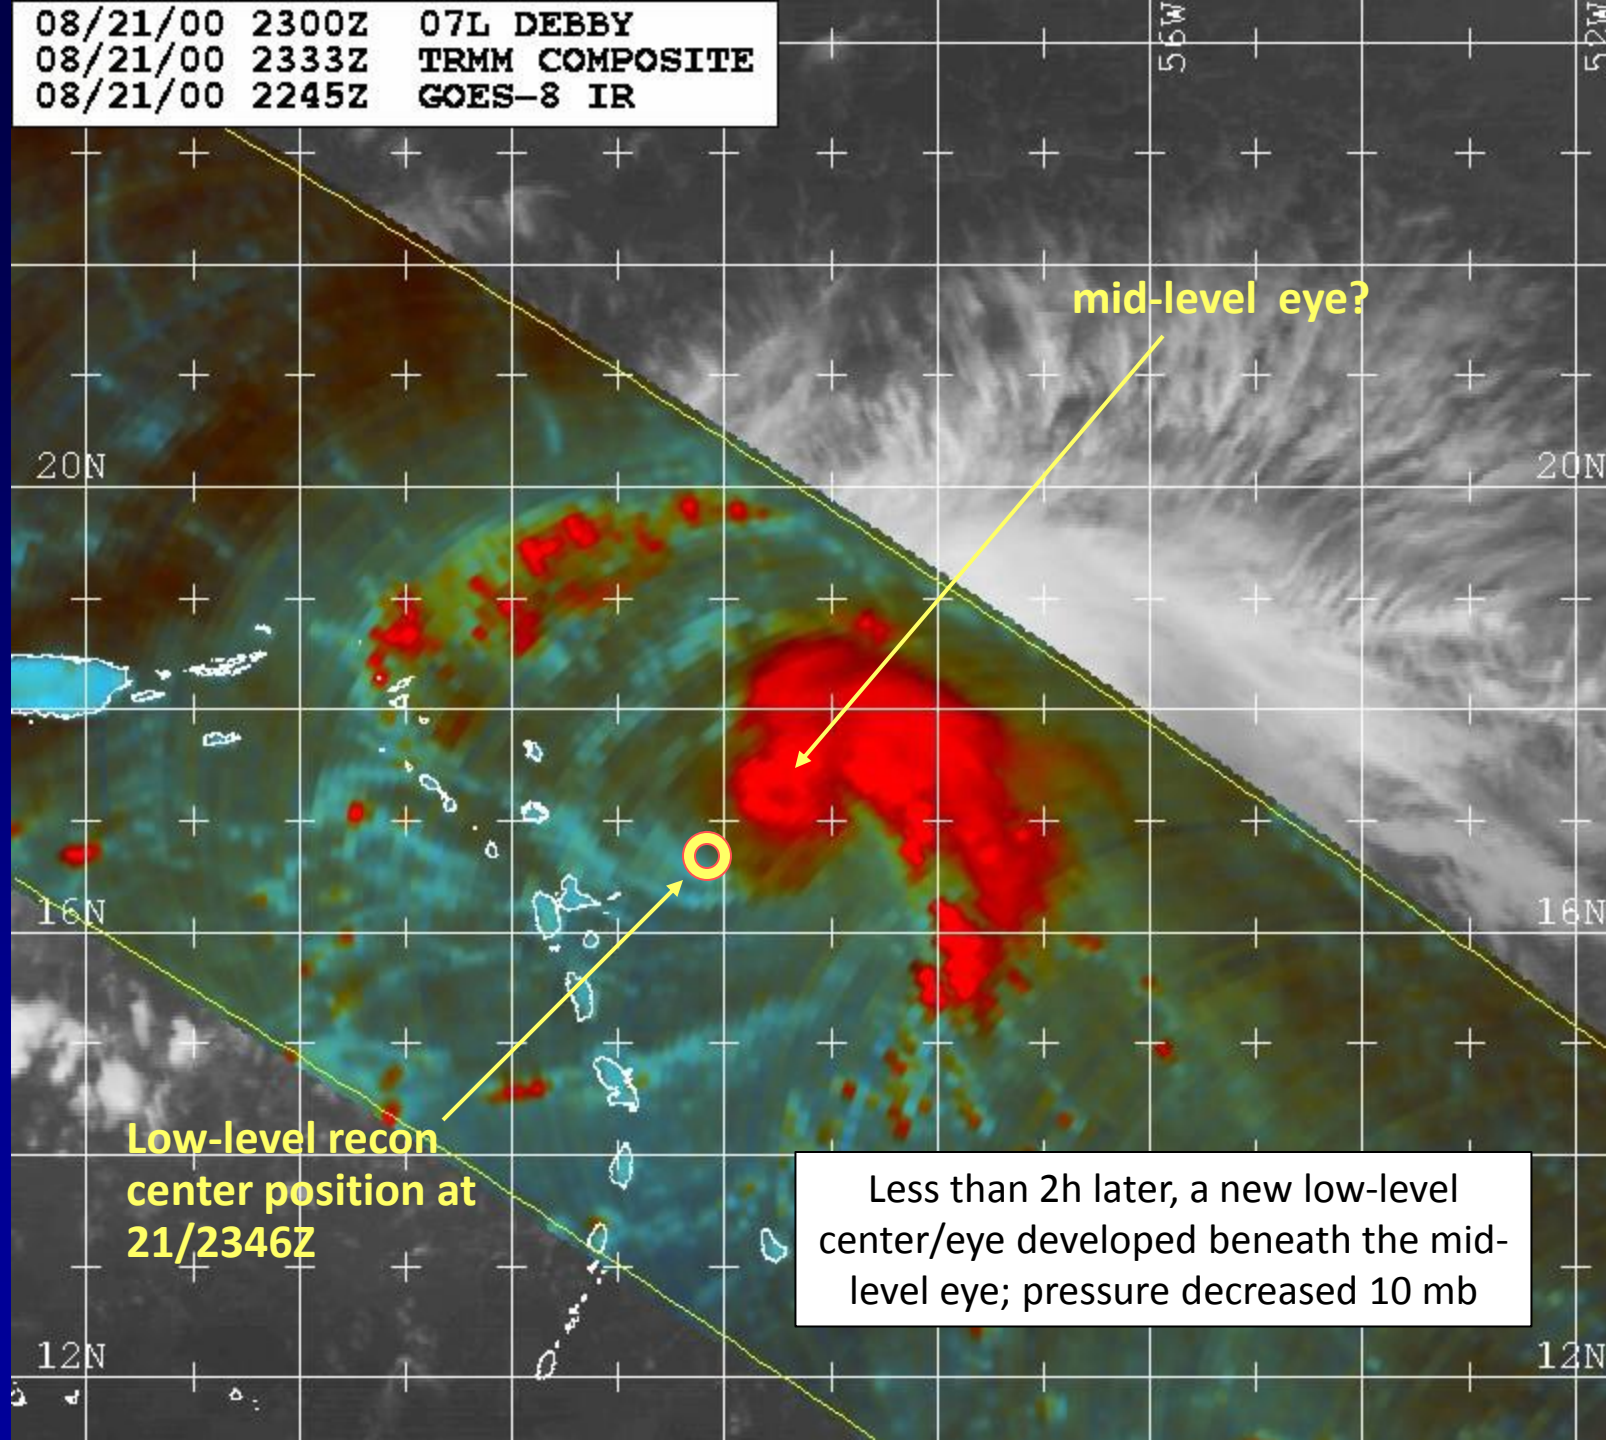 08/21/00 2300Z 07L DEBBY
08/21/00 2333Z TRMM COMPOSITE
08/21/00 2245Z GOES-8 IR
56W
52W
mid-level eye?
20N
20N
16N
16N
Low-level recon
center position at
21/2346Z
Less than 2h later, a new low-level
center/eye developed beneath the mid-
level eye; pressure decreased 10 mb
12N
12N